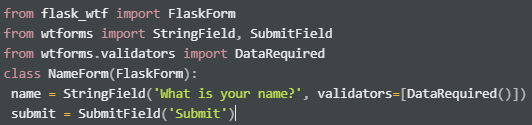 from flask_wtf import FlaskForm
from wtforms import StringField, SubmitField
from wtforms.validators import DataRequired
class NameForm(FlaskForm):
 name = StringField('What is your name?', validators=[DataRequired()])
 submit = SubmitField('Submit')